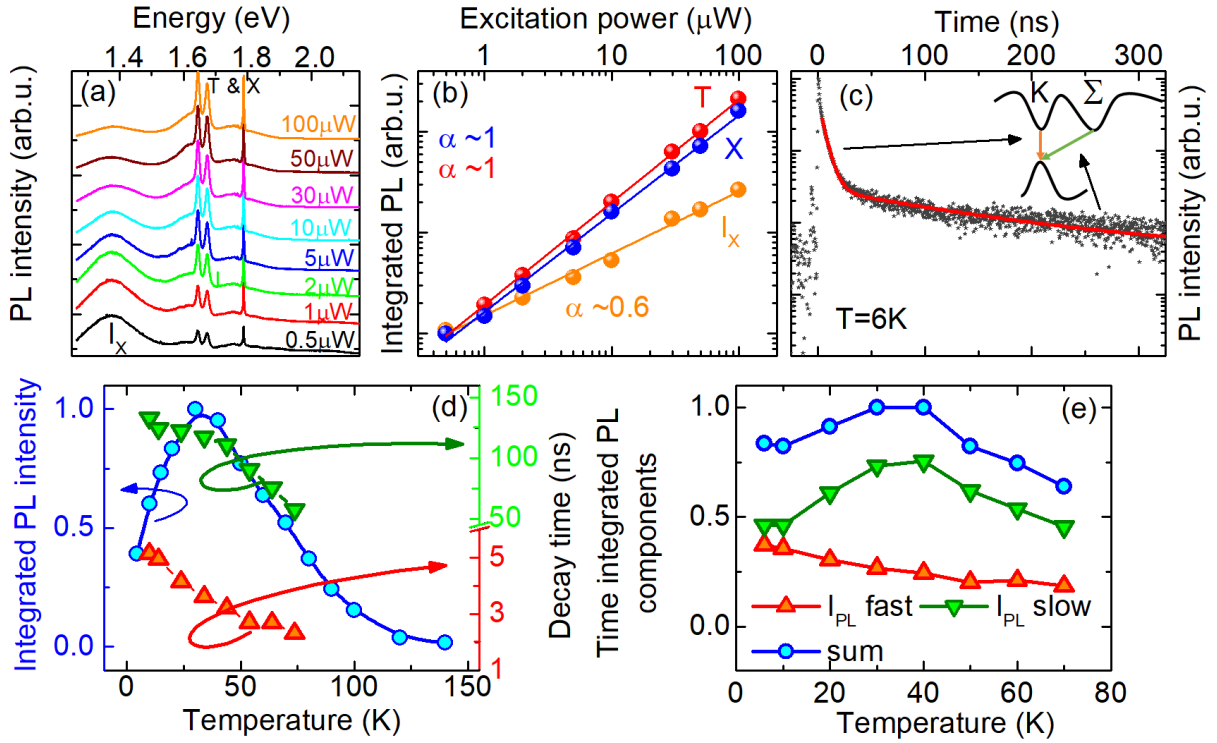 Energy (eV)
1.4 1.6 1.8 2.0
(a)
T & X
100μW
50μW
30μW
10μW
5μW
2μW
1μW
0.5μW
I_X
L
PL intensity (arb.u.)
Excitation power (μW)
1 10 100
(b)
T
α ~1
α ~1
X
I_X
α ~0.6
Integrated PL (arb.u.)
Time (ns)
0 100 200 300
(c)
K Σ
T=6K
PL intensity (arb.u.)
(d)
1.0
0.5
0.0
Integrated PL intensity
150
100
50
5
3
1
Decay time (ns)
0 50 100 150
Temperature (K)
(e)
1.0
0.5
0.0
Time integrated PL
components
I_PL fast
I_PL slow
sum
0 20 40 60 80
Temperature (K)